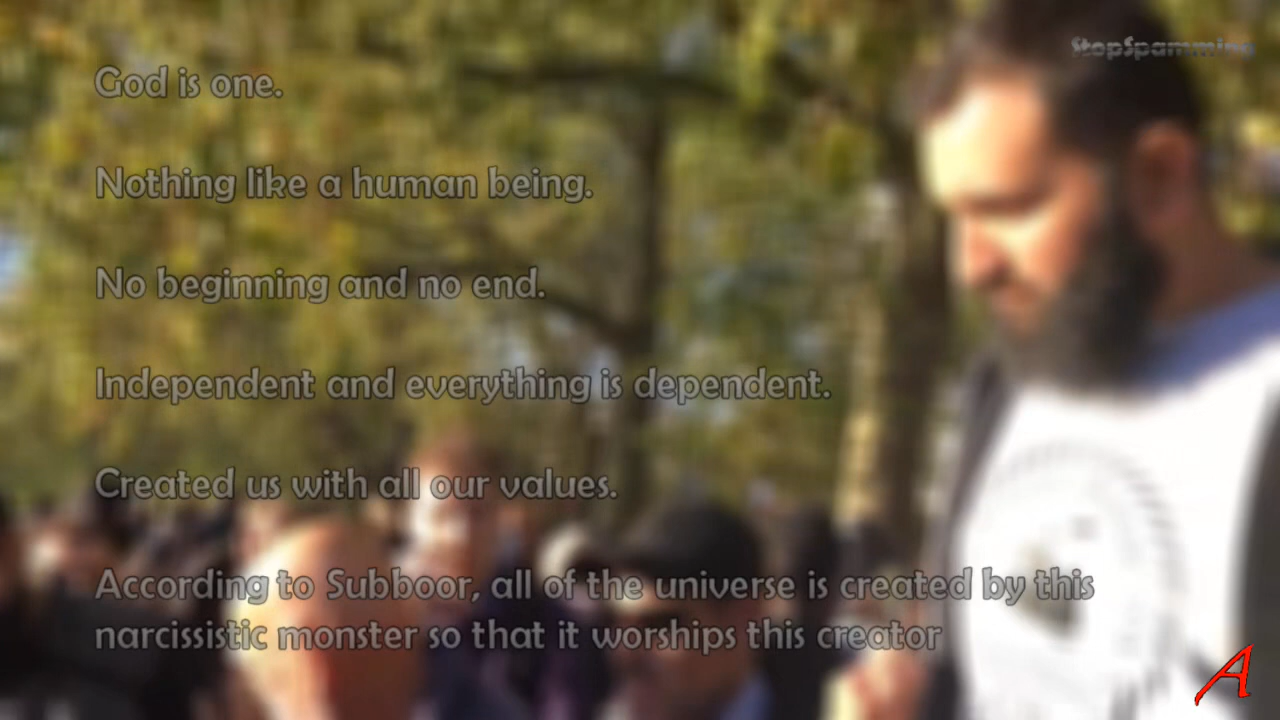 StopSpamming
God is one.
Nothing like a human being.
No beginning and no end.
Independent and everything is dependent.
Created us with all our values.
According to Subboor, all of the universe is created by this
narcissistic monster so that it worships this creator
A